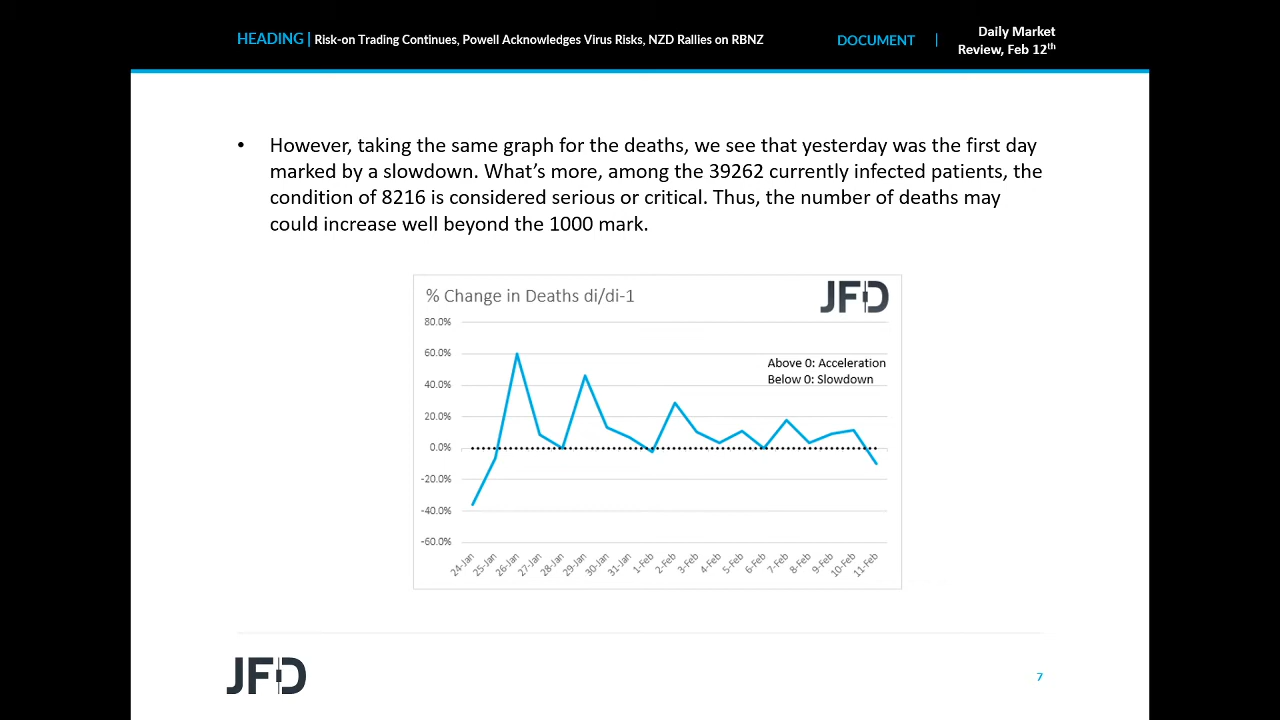 HEADING | Risk-on Trading Continues, Powell Acknowledges Virus Risks, NZD Rallies on RBNZ
DOCUMENT |
Daily Market
Review, Feb 12th
• However, taking the same graph for the deaths, we see that yesterday was the first day
marked by a slowdown. What’s more, among the 39262 currently infected patients, the
condition of 8216 is considered serious or critical. Thus, the number of deaths may
could increase well beyond the 1000 mark.
% Change in Deaths di/di-1
JFD
80.0%
60.0%
Above 0: Acceleration
Below 0: Slowdown
40.0%
20.0%
0.0%
-20.0%
-40.0%
-60.0%
24-Jan
25-Jan
26-Jan
27-Jan
28-Jan
29-Jan
30-Jan
31-Jan
1-Feb
2-Feb
3-Feb
4-Feb
5-Feb
6-Feb
7-Feb
8-Feb
9-Feb
10-Feb
11-Feb
JFD
7